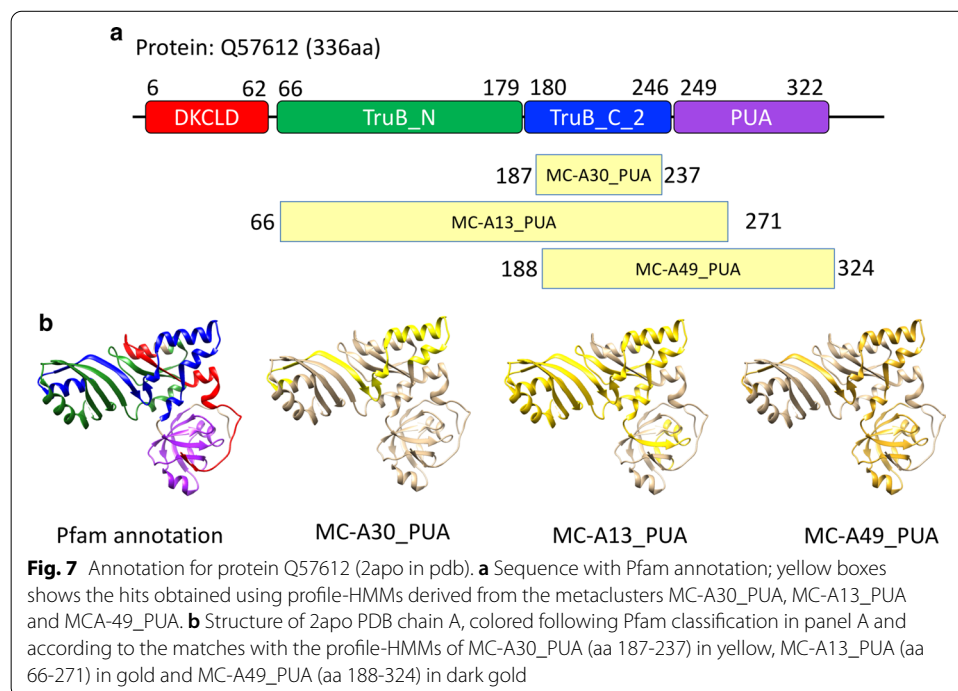 a
Protein: Q57612 (336aa)
6 62 66 179 180 246 249 322
DKCLD TruB_N TruB_C_2 PUA
187 MC-A30_PUA 237
66 MC-A13_PUA 271
188 MC-A49_PUA 324
b
Pfam annotation MC-A30_PUA MC-A13_PUA MC-A49_PUA
Fig. 7 Annotation for protein Q57612 (2apo in pdb). a Sequence with Pfam annotation; yellow boxes
shows the hits obtained using profile-HMMs derived from the metaclusters MC-A30_PUA, MC-A13_PUA
and MCA-49_PUA. b Structure of 2apo PDB chain A, colored following Pfam classification in panel A and
according to the matches with the profile-HMMs of MC-A30_PUA (aa 187-237) in yellow, MC-A13_PUA (aa
66-271) in gold and MC-A49_PUA (aa 188-324) in dark gold